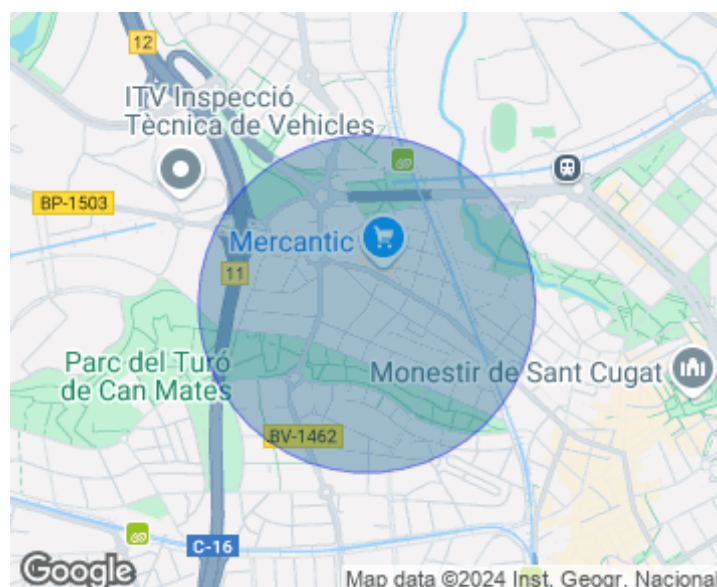 12
ITV Inspecció
Tècnica de Vehicles
BP-1503
Mercantic
11
Parc del Turó
de Can Mates
Monestir de Sant Cugat
BV-1462
C-16
Google
Map data ©2024 Inst. Geogr. Nacional